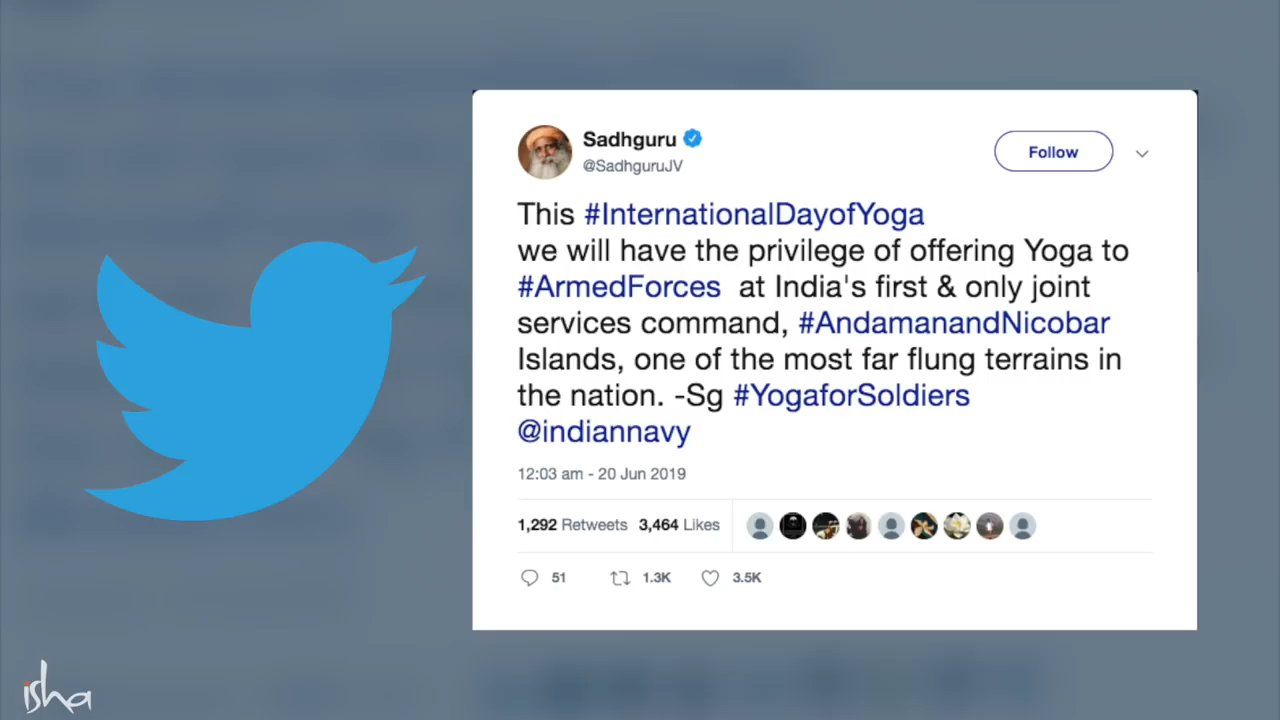 Sadhguru
@SadhguruJV
Follow
This #InternationalDayofYoga
we will have the privilege of offering Yoga to
#ArmedForces at India's first & only joint
services command, #AndamanandNicobar
Islands, one of the most far flung terrains in
the nation. -Sg #YogaforSoldiers
@indiannavy
12:03 am - 20 Jun 2019
1,292 Retweets 3,464 Likes
51 1.3K 3.5K
isha